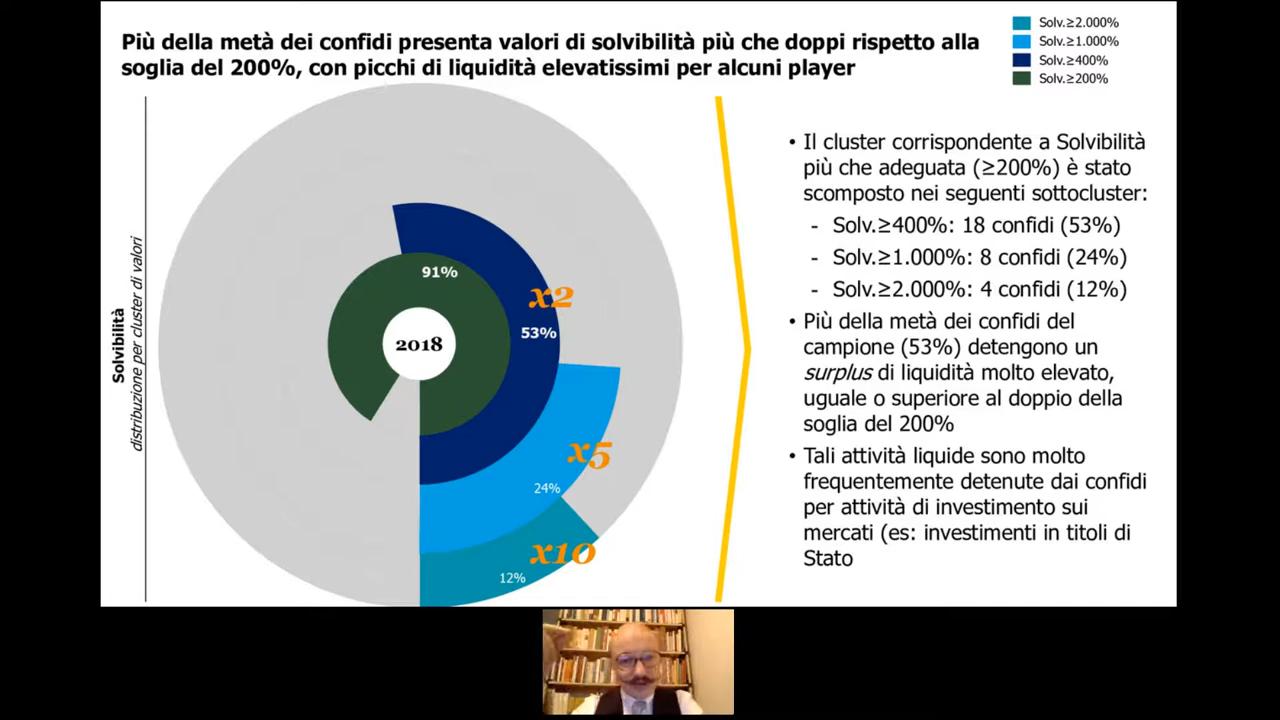 Più della metà dei confidi presenta valori di solvibilità più che doppi rispetto alla
soglia del 200%, con picchi di liquidità elevatissimi per alcuni player
Solv.≥2.000%
Solv.≥1.000%
Solv.≥400%
Solv.≥200%
Solvibilità
distribuzione per cluster di valori
91%
x2
53%
2018
x5
24%
x10
12%
• Il cluster corrispondente a Solvibilità
più che adeguata (≥200%) è stato
scomposto nei seguenti sottocluster:
- Solv.≥400%: 18 confidi (53%)
- Solv.≥1.000%: 8 confidi (24%)
- Solv.≥2.000%: 4 confidi (12%)
• Più della metà dei confidi del
campione (53%) detengono un
surplus di liquidità molto elevato,
uguale o superiore al doppio della
soglia del 200%
• Tali attività liquide sono molto
frequentemente detenute dai confidi
per attività di investimento sui
mercati (es: investimenti in titoli di
Stato